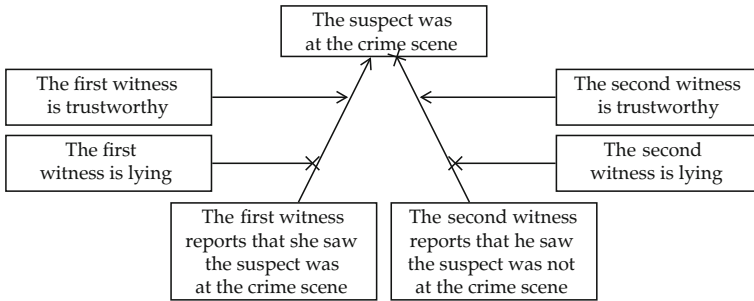 The suspect was
at the crime scene
The first witness
is trustworthy
The second witness
is trustworthy
The first
witness is lying
The second
witness is lying
The first witness
reports that she saw
the suspect was
at the crime scene
The second witness
reports that he saw
the suspect was not
at the crime scene